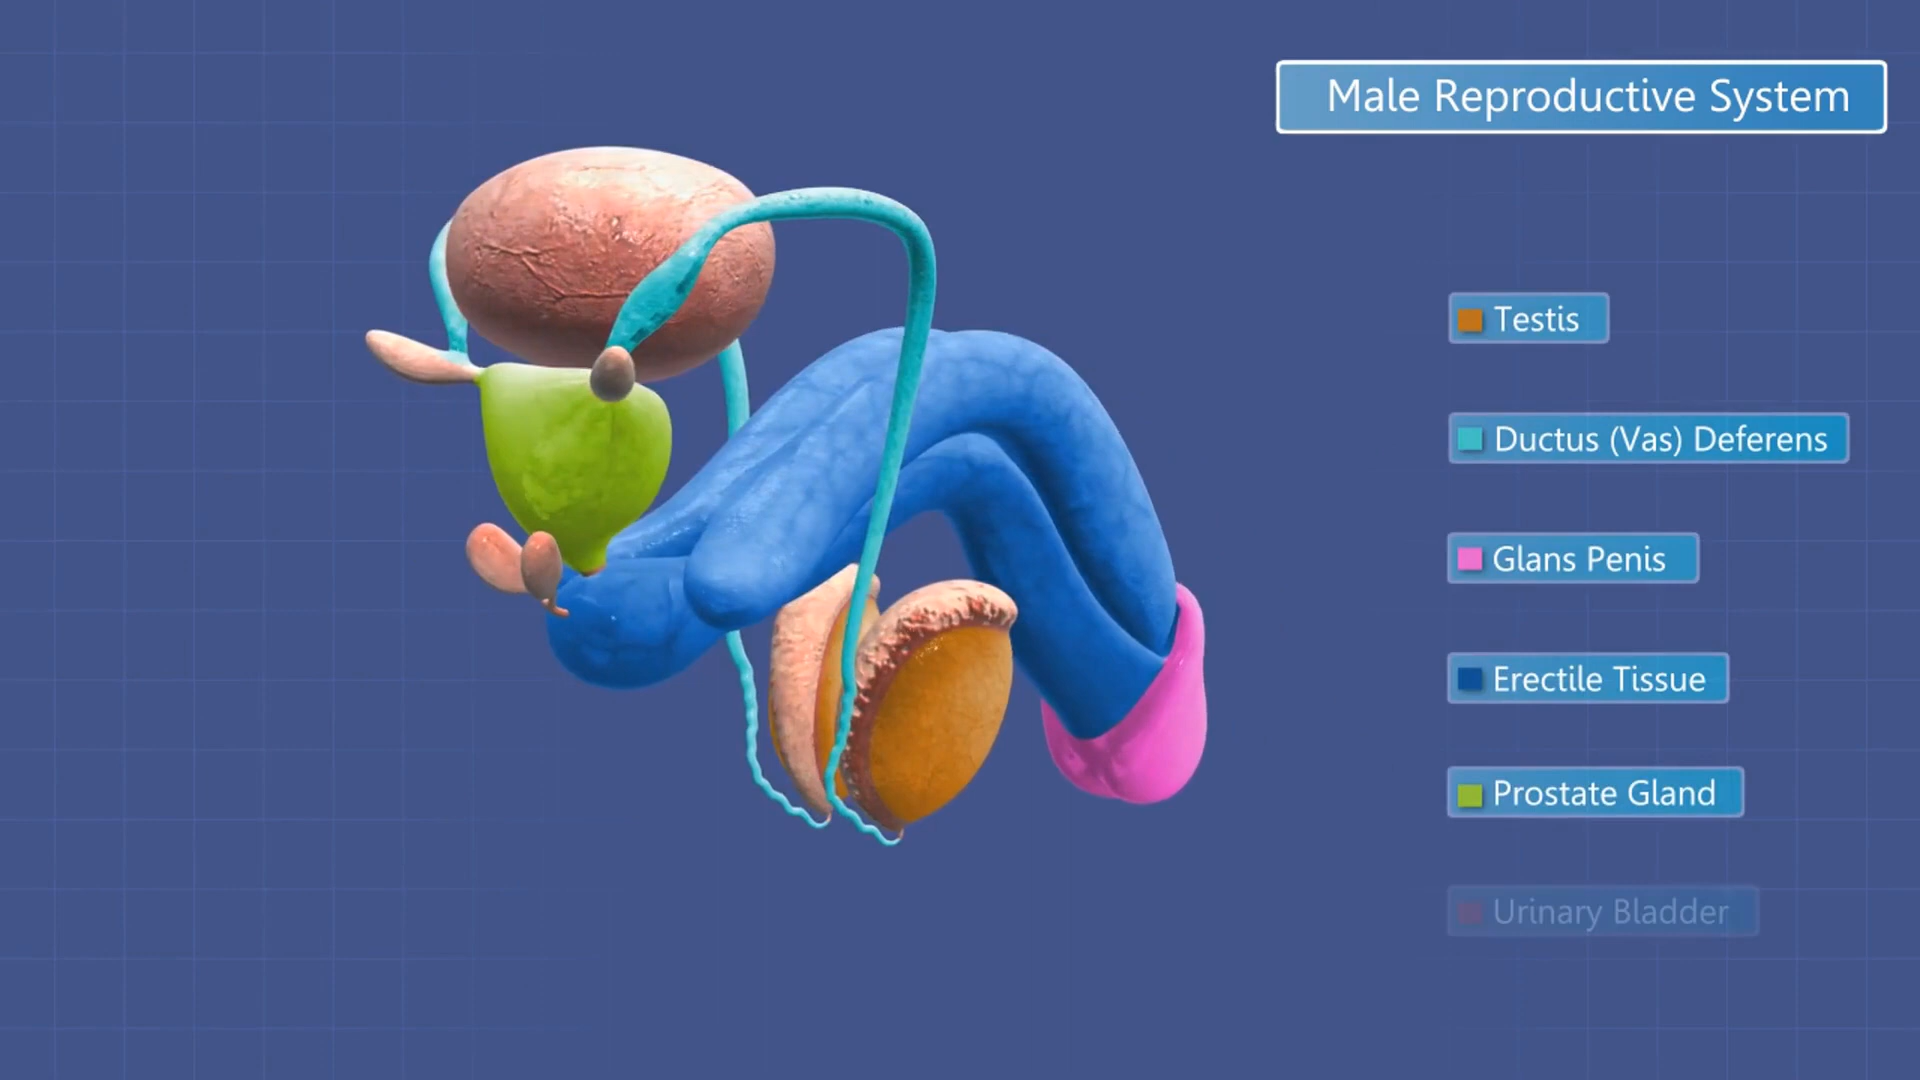 Male Reproductive System
Testis
Ductus (Vas) Deferens
Glans Penis
Erectile Tissue
Prostate Gland
Urinary Bladder